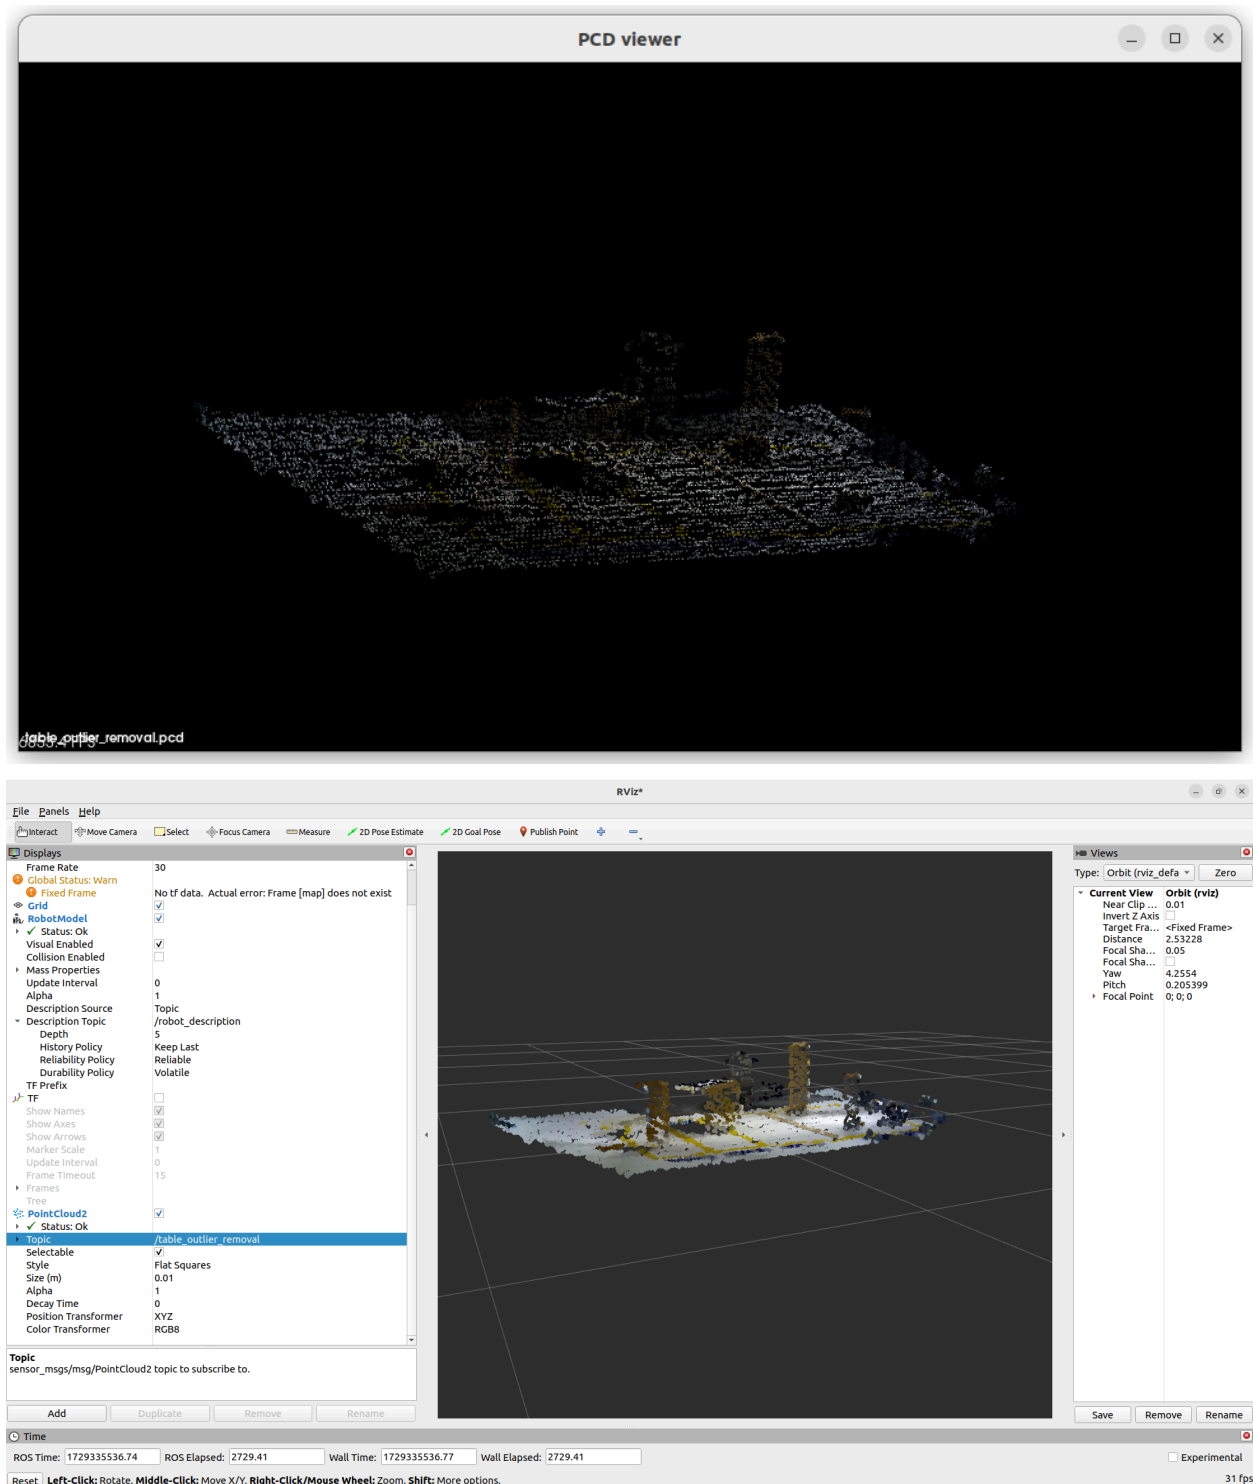 PCD viewer
table_outlier_removal.pcd
RViz*
File Panels Help
Interact Move Camera Select Focus Camera Measure 2D Pose Estimate 2D Goal Pose Publish Point
Displays
Frame Rate 30
Global Status: Warn
Fixed Frame No tf data. Actual error: Frame [map] does not exist
Grid
RobotModel
Status: Ok
Visual Enabled
Collision Enabled
Mass Properties
Update Interval 0
Alpha 1
Description Source Topic
Description Topic /robot_description
Depth 5
History Policy Keep Last
Reliability Policy Reliable
Durability Policy Volatile
TF Prefix
TF
Show Names
Show Axes
Show Arrows
Marker Scale 1
Update Interval 0
Frame Timeout 15
Frames
Tree
PointCloud2
Status: Ok
Topic /table_outlier_removal
Selectable
Style Flat Squares
Size (m) 0.01
Alpha 1
Decay Time 0
Position Transformer XYZ
Color Transformer RGB8
Topic
sensor_msgs/msg/PointCloud2 topic to subscribe to.
Add Duplicate Remove Rename
Views
Type: Orbit (rviz_defa Zero
Current View Orbit (rviz)
Near Clip ... 0.01
Invert Z Axis
Target Fra... <Fixed Frame>
Distance 2.53228
Focal Sha... 0.05
Focal Sha...
Yaw 4.2554
Pitch 0.205399
Focal Point 0; 0; 0
Save Remove Rename
Time
ROS Time: 1729335536.74 ROS Elapsed: 2729.41 Wall Time: 1729335536.77 Wall Elapsed: 2729.41 Experimental
Reset Left-Click: Rotate. Middle-Click: Move X/Y. Right-Click/Mouse Wheel: Zoom. Shift: More options. 31 fps